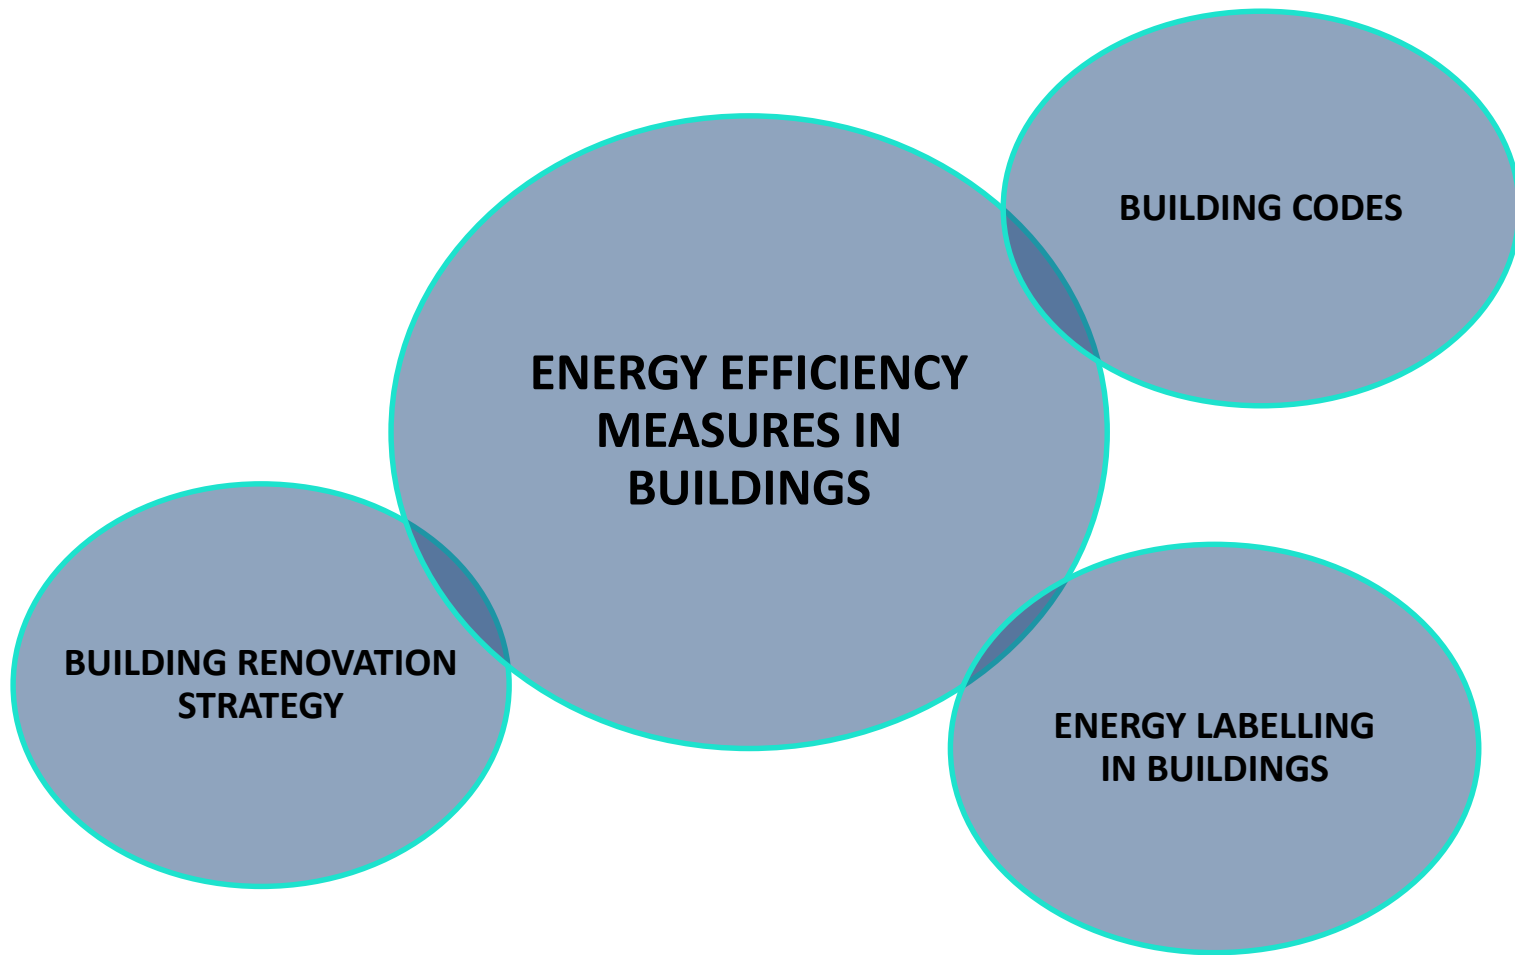 BUILDING CODES
ENERGY EFFICIENCY
MEASURES IN
BUILDINGS
BUILDING RENOVATION
STRATEGY
ENERGY LABELLING
IN BUILDINGS